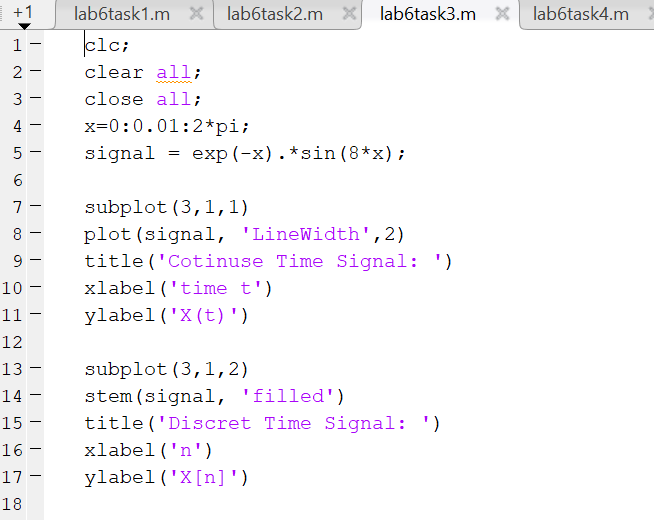 +1 lab6task1.m lab6task2.m lab6task3.m lab6task4.m
1 clc;
2 clear all;
3 close all;
4 x=0:0.01:2*pi;
5 signal = exp(-x).*sin(8*x);
6
7 subplot(3,1,1)
8 plot(signal, 'LineWidth',2)
9 title('Cotinuse Time Signal: ')
10 xlabel('time t')
11 ylabel('X(t)')
12
13 subplot(3,1,2)
14 stem(signal, 'filled')
15 title('Discret Time Signal: ')
16 xlabel('n')
17 ylabel('X[n]')
18